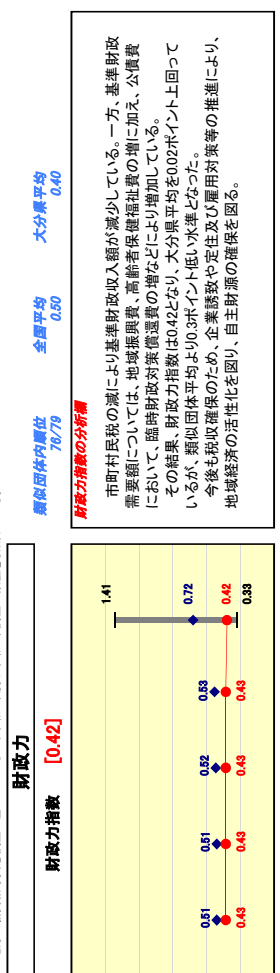 財政力
財政力指数 [0.42]
1.41
0.72
0.42
0.33
0.53
0.43
0.52
0.43
0.51
0.43
0.51
0.43
類似団体内順位
76/79
全国平均
0.50
大分県平均
0.40
財政力指数の分析欄
市町村民税の減により基準財政収入額が減少している。一方、基準財政
需要額については、地域振興費、高齢者保健福祉費の増に加え、公債費
において、臨時財政対策償還費の増などにより増加している。
その結果、財政力指数は0.42となり、大分県平均を0.02ポイント上回って
いるが、類似団体平均より0.3ポイント低い水準となった。
今後も税収確保のため、企業誘致や定住及び雇用対策等の推進により、
地域経済の活性化を図り、自主財源の確保を図る。